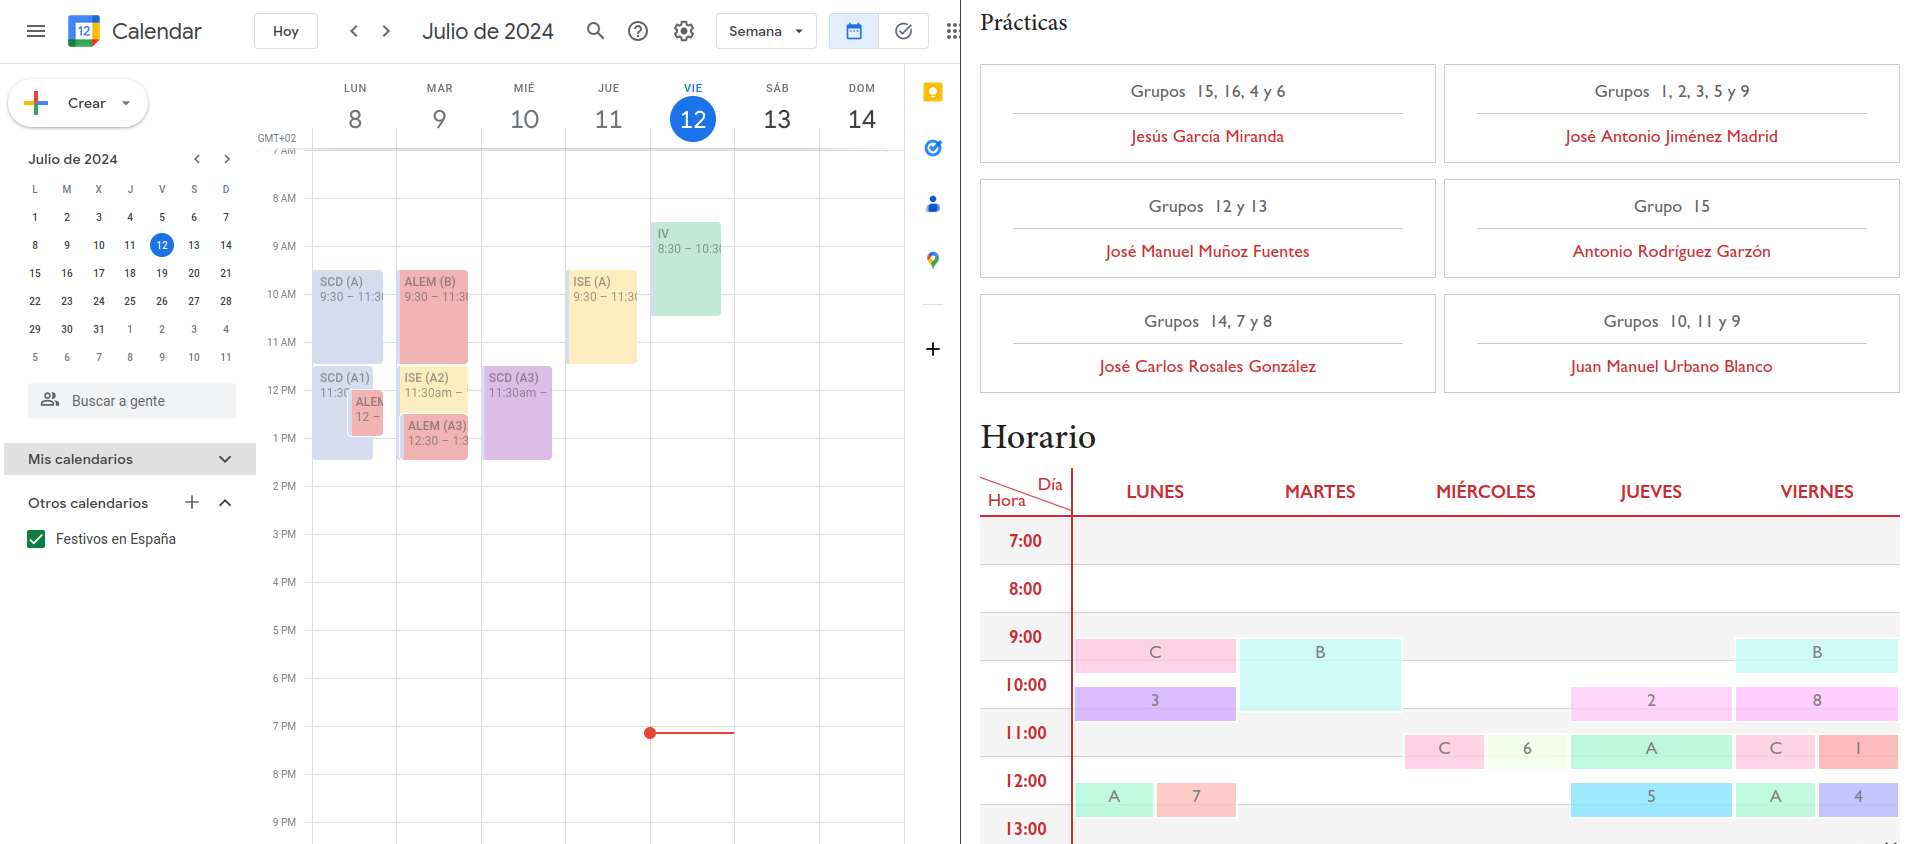 Calendar
Hoy
Julio de 2024
Semana
Crear
Julio de 2024
L M X J V S D
1 2 3 4 5 6 7
8 9 10 11 12 13 14
15 16 17 18 19 20 21
22 23 24 25 26 27 28
29 30 31 1 2 3 4
5 6 7 8 9 10 11
Buscar a gente
Mis calendarios
Otros calendarios
Festivos en España
LUN MAR MIÉ JUE VIE SÁB DOM
8 9 10 11 12 13 14
GMT+02
7 AM
8 AM
9 AM
10 AM
11 AM
12 PM
1 PM
2 PM
3 PM
4 PM
5 PM
6 PM
7 PM
8 PM
9 PM
SCD (A)
9:30 – 11:30
SCD (A1)
11:30
ALEM
12 –
ALEM (B)
9:30 – 11:30
ISE (A2)
11:30am –
ALEM (A3)
12:30 – 1:3
SCD (A3)
11:30am –
ISE (A)
9:30 – 11:30
IV
8:30 – 10:30
Prácticas
Grupos 15, 16, 4 y 6
Jesús García Miranda
Grupos 1, 2, 3, 5 y 9
José Antonio Jiménez Madrid
Grupos 12 y 13
José Manuel Muñoz Fuentes
Grupo 15
Antonio Rodríguez Garzón
Grupos 14, 7 y 8
José Carlos Rosales González
Grupos 10, 11 y 9
Juan Manuel Urbano Blanco
Horario
Día
Hora
LUNES MARTES MIÉRCOLES JUEVES VIERNES
7:00
8:00
9:00
C B B
10:00
3 2 8
11:00
C 6 A C 1
12:00
A 7 5 A 4
13:00